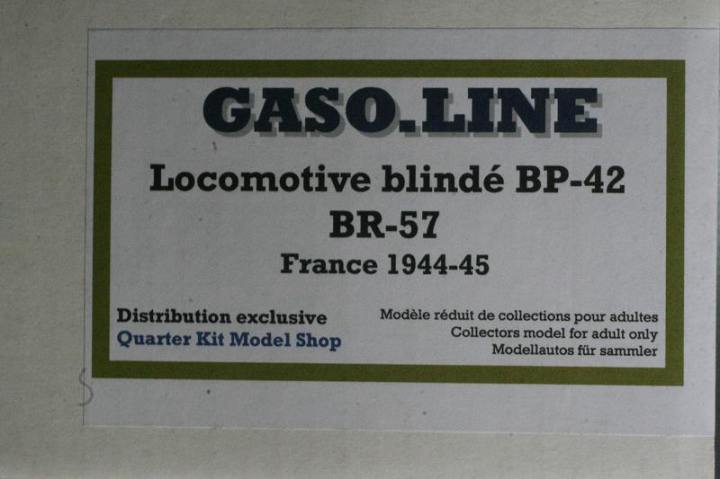 GASO.LINE
Locomotive blindé BP-42
BR-57
France 1944-45
Distribution exclusive
Quarter Kit Model Shop
Modèle réduit de collections pour adultes
Collectors model for adult only
Modellautos für sammler